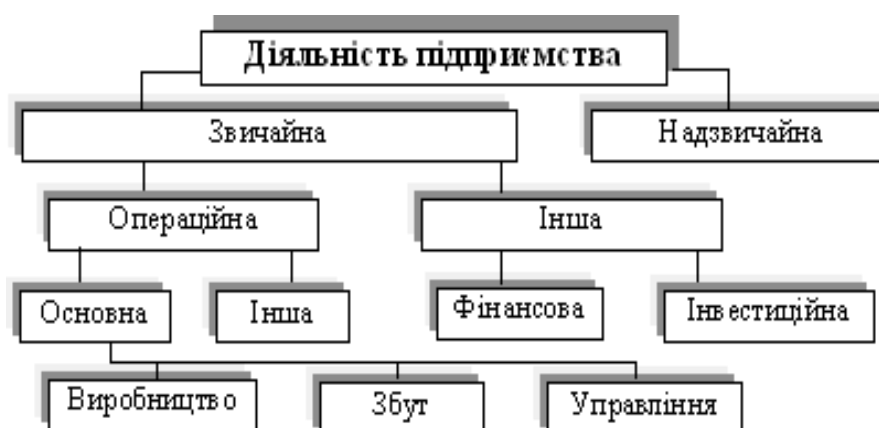 Діяльність підприємства
Звичайна
Надзвичайна
Операційна
Інша
Основна
Інша
Фінансова
Інвестиційна
Виробництво
Збут
Управління